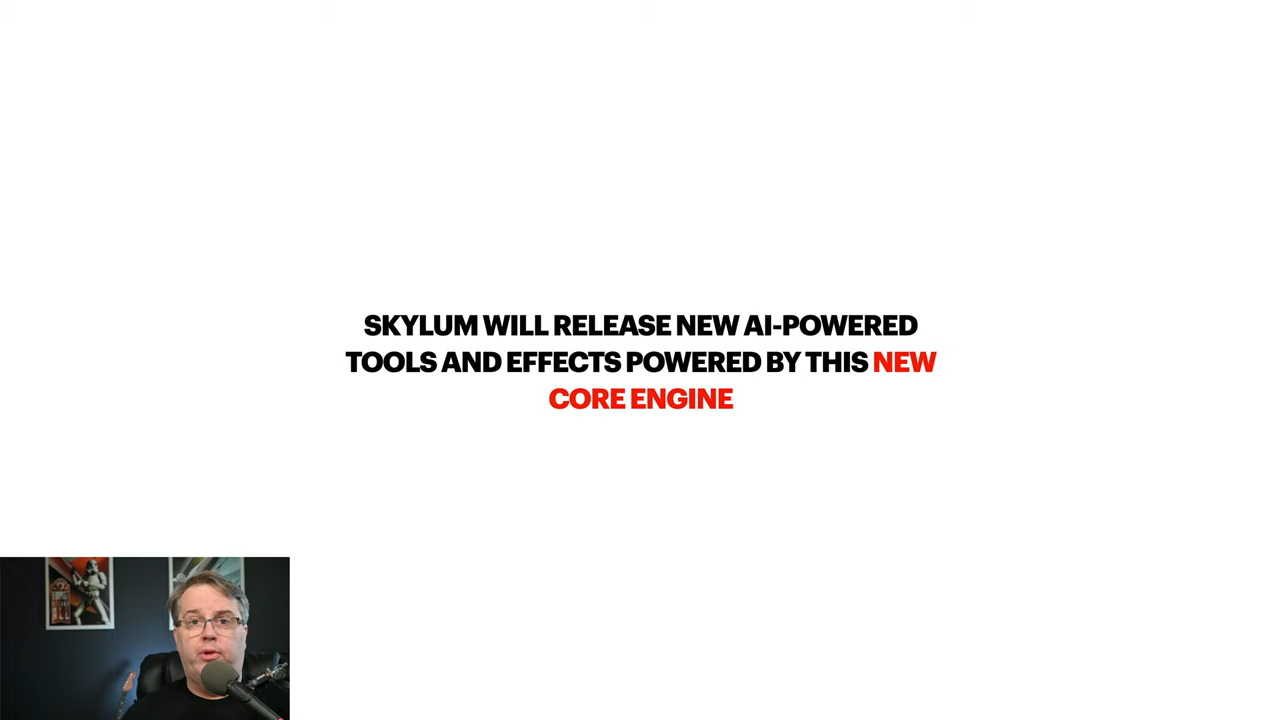 SKYLUM WILL RELEASE NEW AI-POWERED
TOOLS AND EFFECTS POWERED BY THIS NEW
CORE ENGINE